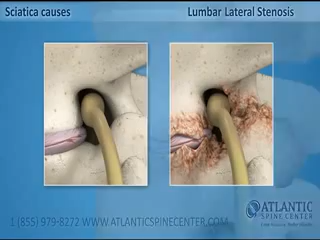 Sciatica causes
Lumbar Lateral Stenosis
ATLANTIC
SPINE CENTER
1 (855) 979-8272 WWW.ATLANTICSPINECENTER.COM